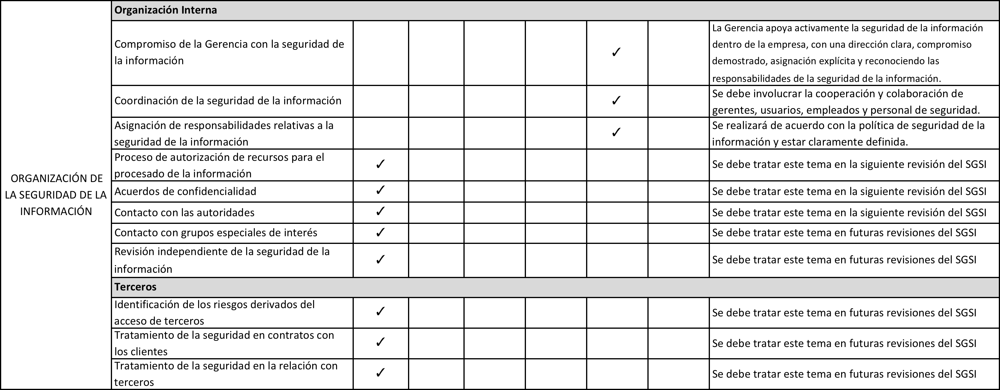 Organización Interna
ORGANIZACIÓN DE
LA SEGURIDAD DE LA
INFORMACIÓN
Compromiso de la Gerencia con la seguridad de
la información
✓
La Gerencia apoya activamente la seguridad de la información
dentro de la empresa, con una dirección clara, compromiso
demostrado, asignación explícita y reconociendo las
responsabilidades de la seguridad de la información.
Coordinación de la seguridad de la información
✓
Se debe involucrar la cooperación y colaboración de
gerentes, usuarios, empleados y personal de seguridad.
Asignación de responsabilidades relativas a la
seguridad de la información
✓
Se realizará de acuerdo con la política de seguridad de la
información y estar claramente definida.
Proceso de autorización de recursos para el
procesado de la información
✓
Se debe tratar este tema en la siguiente revisión del SGSI
Acuerdos de confidencialidad
✓
Se debe tratar este tema en la siguiente revisión del SGSI
Contacto con las autoridades
✓
Se debe tratar este tema en la siguiente revisión del SGSI
Contacto con grupos especiales de interés
✓
Se debe tratar este tema en futuras revisiones del SGSI
Revisión independiente de la seguridad de la
información
✓
Se debe tratar este tema en futuras revisiones del SGSI
Terceros
Identificación de los riesgos derivados del
acceso de terceros
✓
Se debe tratar este tema en futuras revisiones del SGSI
Tratamiento de la seguridad en contratos con
los clientes
✓
Se debe tratar este tema en futuras revisiones del SGSI
Tratamiento de la seguridad en la relación con
terceros
✓
Se debe tratar este tema en futuras revisiones del SGSI